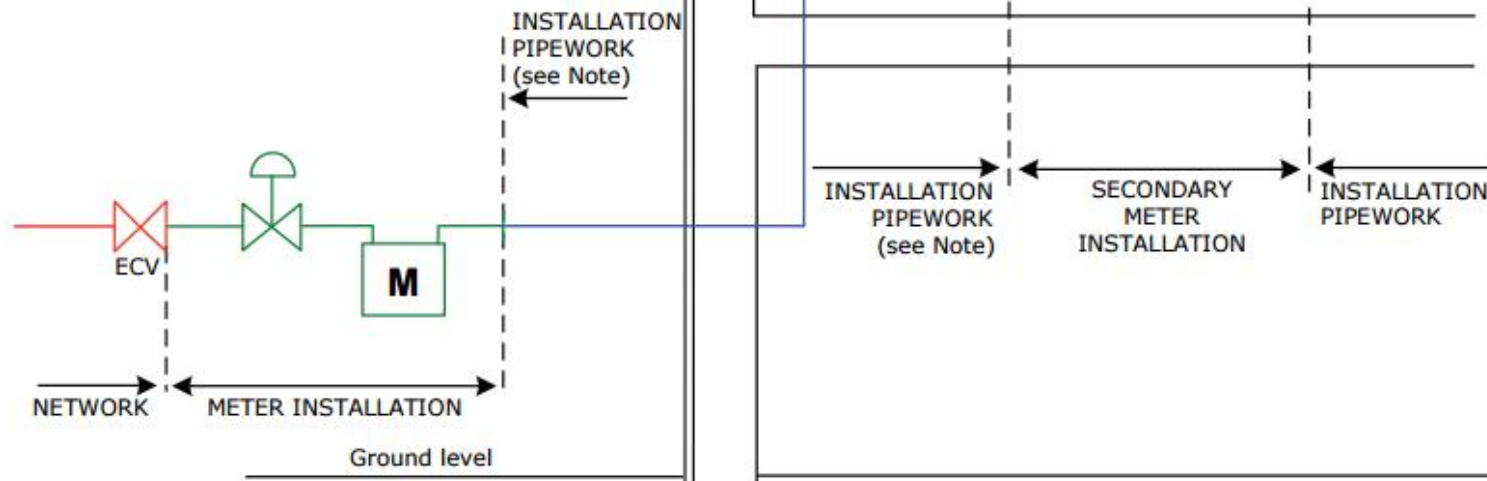 INSTALLATION
PIPEWORK
(see Note)
INSTALLATION
PIPEWORK
(see Note)
SECONDARY
METER
INSTALLATION
INSTALLATION
PIPEWORK
ECV
M
NETWORK
METER INSTALLATION
Ground level